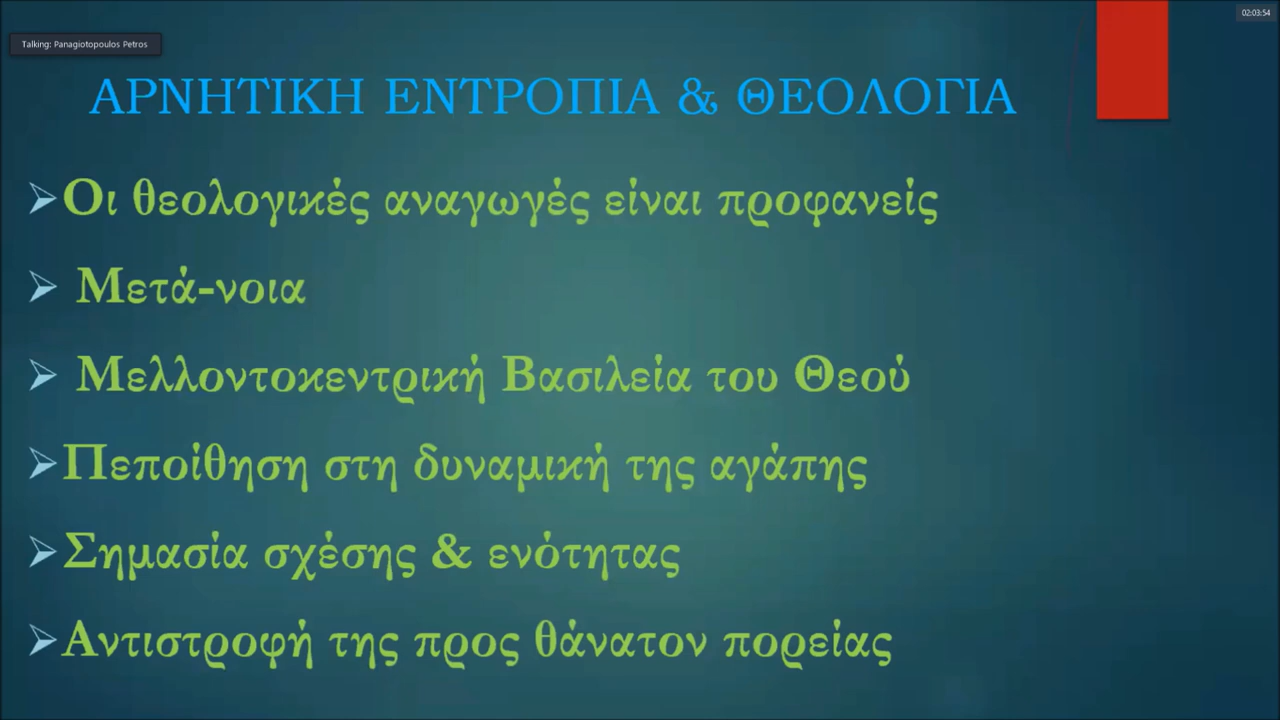 02:03:54
Talking: Panagiotopoulos Petros
ΑΡΝΗΤΙΚΗ ΕΝΤΡΟΠΙΑ & ΘΕΟΛΟΓΙΑ
Οι θεολογικές αναγωγές είναι προφανείς
Μετά-νοια
Μελλοντοκεντρική Βασιλεία του Θεού
Πεποίθηση στη δυναμική της αγάπης
Σημασία σχέσης & ενότητας
Αντιστροφή της προς θάνατον πορείας